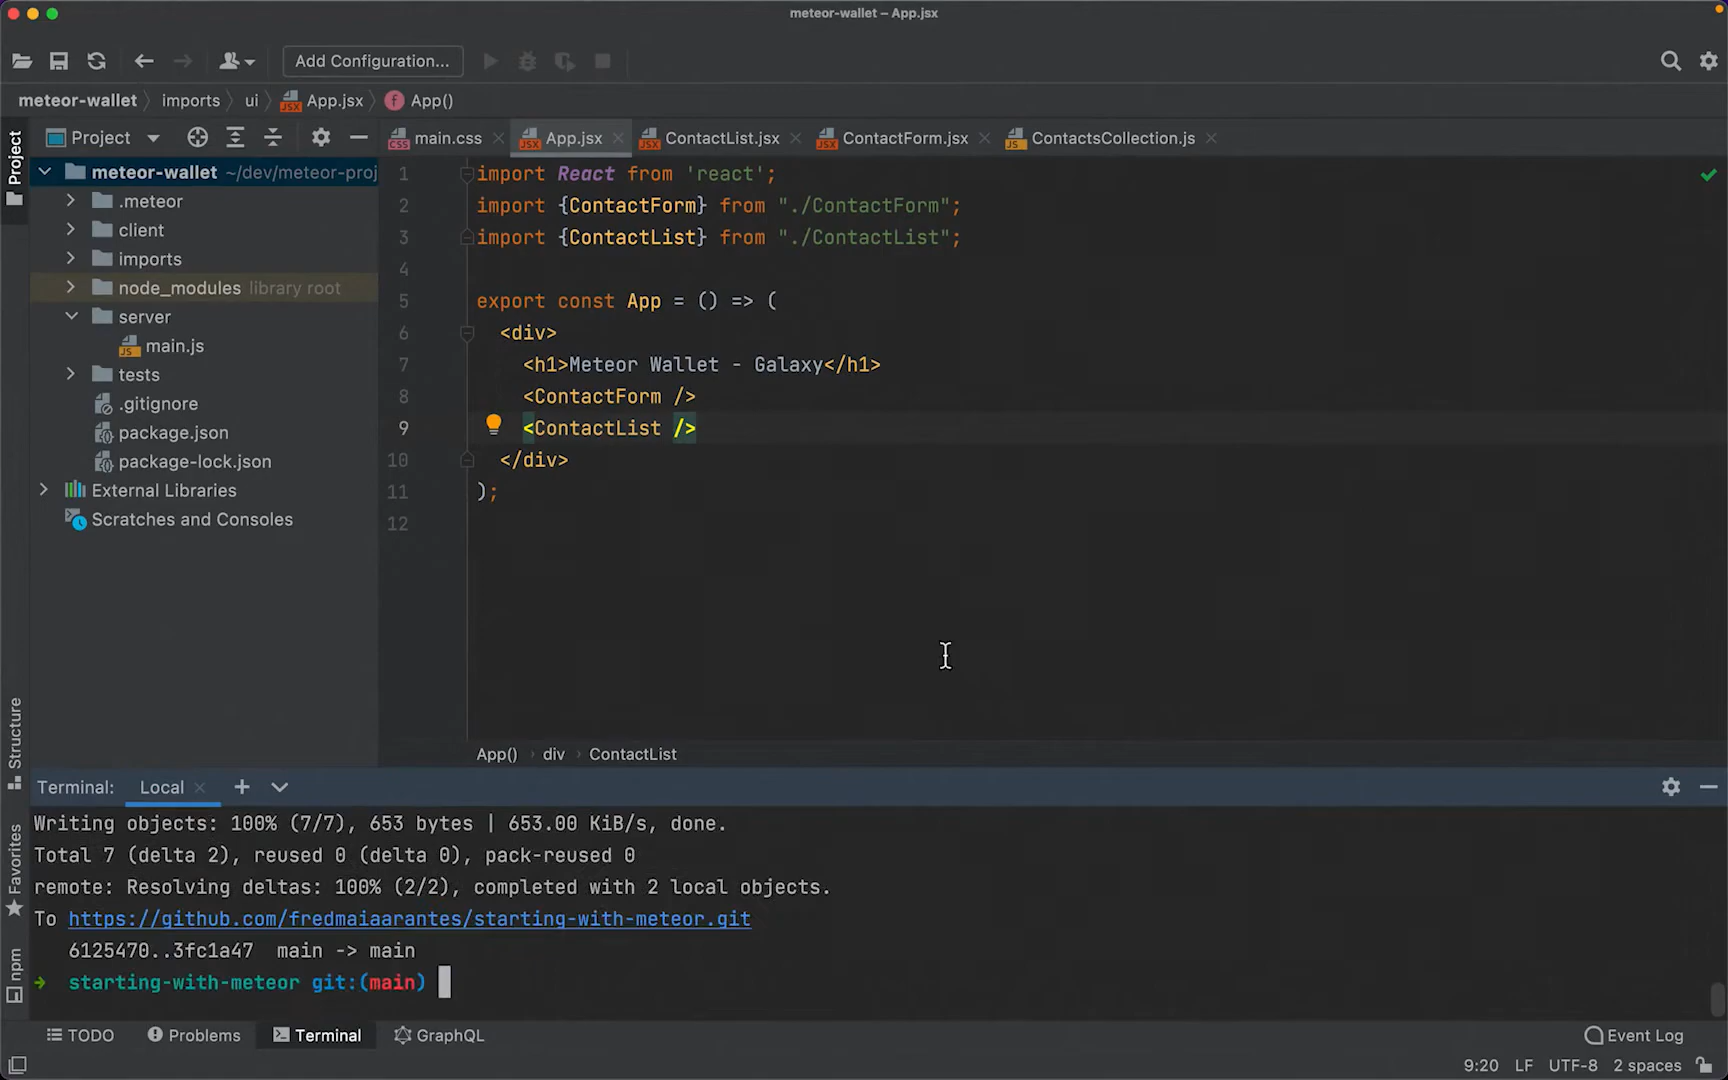 meteor-wallet – App.jsx
Add Configuration...
meteor-wallet imports ui App.jsx App()
Project
Project
main.css App.jsx ContactList.jsx ContactForm.jsx ContactsCollection.js
meteor-wallet ~/dev/meteor-proj
.meteor
client
imports
node_modules library root
server
main.js
tests
.gitignore
package.json
package-lock.json
External Libraries
Scratches and Consoles
1 import React from 'react';
2 import {ContactForm} from "./ContactForm";
3 import {ContactList} from "./ContactList";
4
5 export const App = () => (
6 <div>
7 <h1>Meteor Wallet - Galaxy</h1>
8 <ContactForm />
9 <ContactList />
10 </div>
11 );
12
App() div ContactList
Structure
Favorites
npm
Terminal: Local
Writing objects: 100% (7/7), 653 bytes | 653.00 KiB/s, done.
Total 7 (delta 2), reused 0 (delta 0), pack-reused 0
remote: Resolving deltas: 100% (2/2), completed with 2 local objects.
To https://github.com/fredmaiaarantes/starting-with-meteor.git
6125470..3fc1a47 main -> main
→ starting-with-meteor git:(main)
TODO Problems Terminal GraphQL Event Log
9:20 LF UTF-8 2 spaces